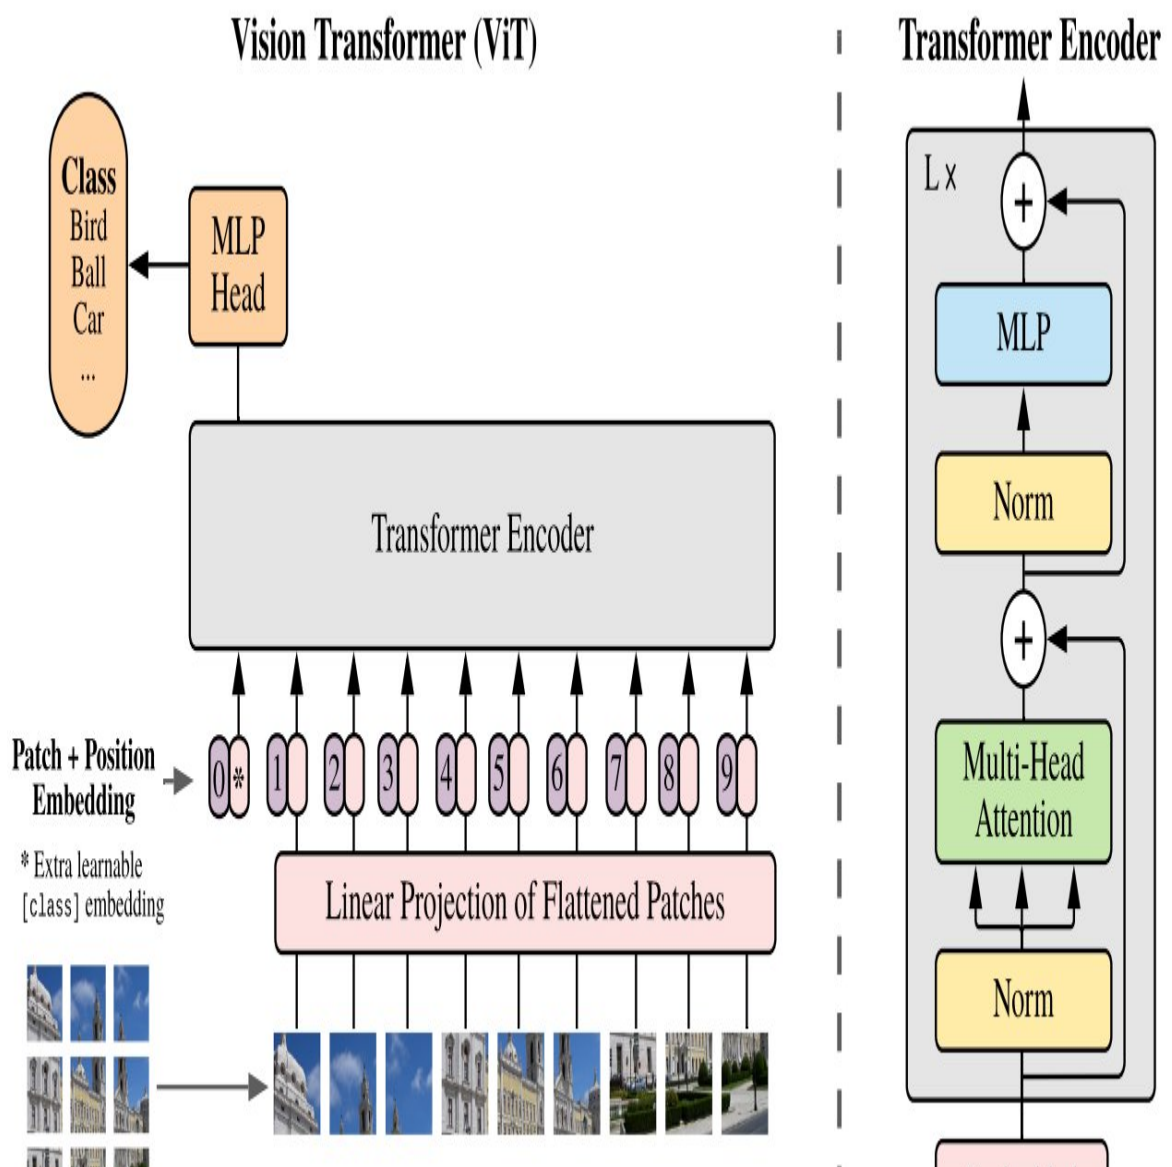 Vision Transformer (ViT)
Class
Bird
Ball
Car
...
MLP
Head
Transformer Encoder
Patch + Position
Embedding
0 * 1 2 3 4 5 6 7 8 9
* Extra learnable
[class] embedding
Linear Projection of Flattened Patches
Transformer Encoder
L ×
+
MLP
Norm
+
Multi-Head
Attention
Norm